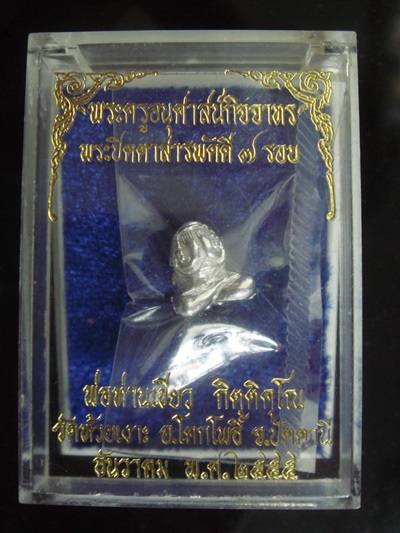 พระครูอนุศาสน์กิจจาทร
พระปิดตาสารพัดดี ๗ รอบ
พ่อท่านเขียว กิตฺติคุโณ
วัดห้วยเงาะ อ.โคกโพธิ์ จ.ปัตตานี
ธันวาคม พ.ศ.๒๕๕๕